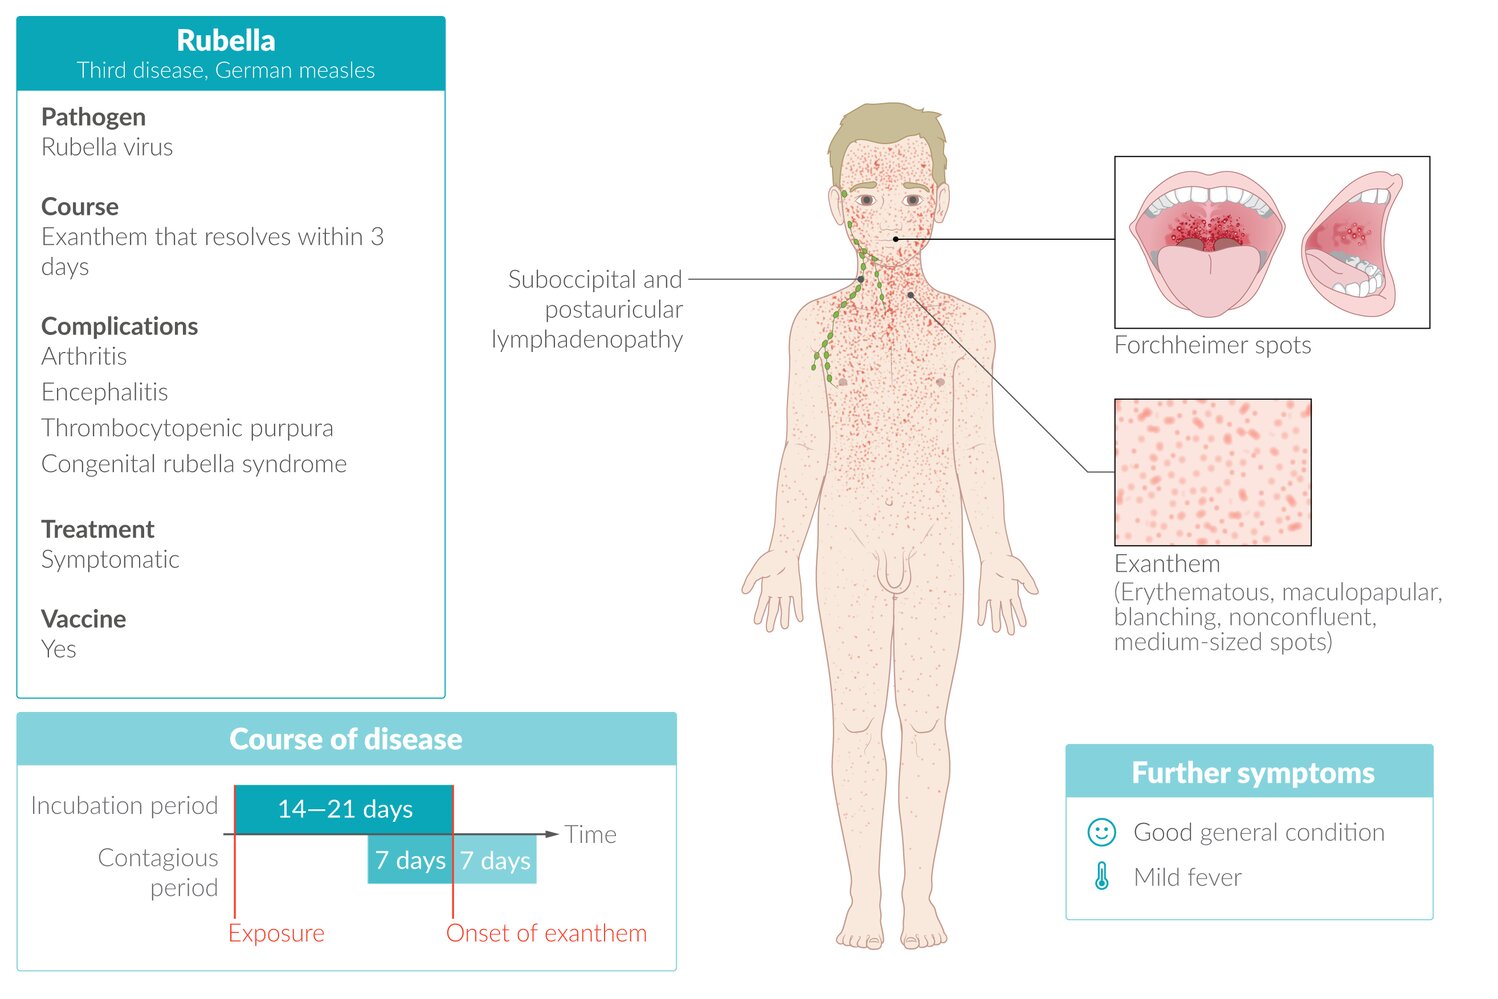 Rubella
Third disease, German measles
Pathogen
Rubella virus
Course
Exanthem that resolves within 3
days
Complications
Arthritis
Encephalitis
Thrombocytopenic purpura
Congenital rubella syndrome
Treatment
Symptomatic
Vaccine
Yes
Suboccipital and
postauricular
lymphadenopathy
Forchheimer spots
Exanthem
(Erythematous, maculopapular,
blanching, nonconfluent,
medium-sized spots)
Course of disease
Incubation period
14—21 days
Time
Contagious
period
7 days
7 days
Exposure
Onset of exanthem
Further symptoms
Good general condition
Mild fever